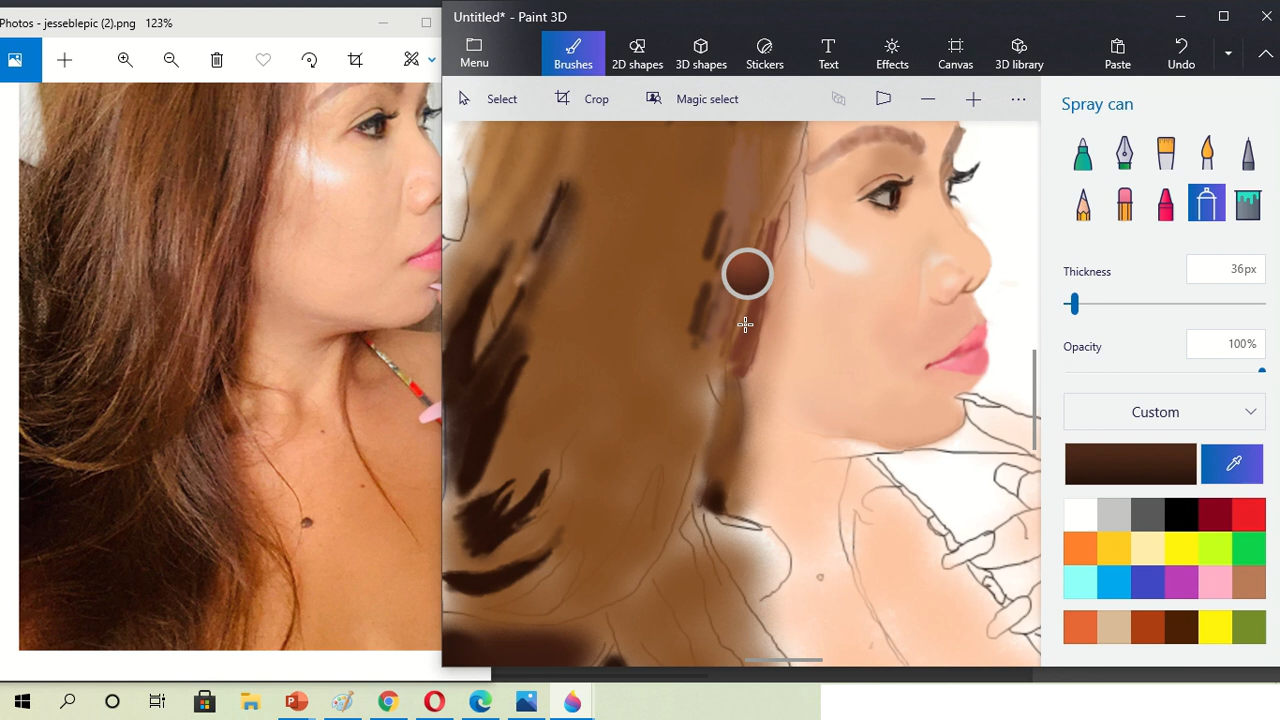 Photos - jesseblepic (2).png   123%
Untitled* - Paint 3D
Menu
Brushes
2D shapes
3D shapes
Stickers
Text
Effects
Canvas
3D library
Paste
Undo
Select
Crop
Magic select
Spray can
Thickness
36px
Opacity
100%
Custom